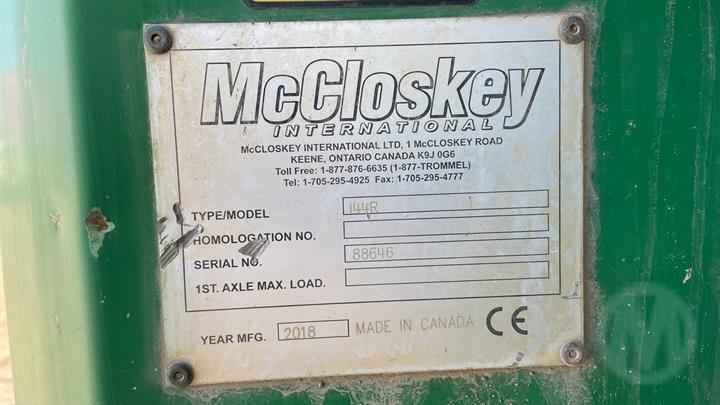 McCloskey
INTERNATIONAL
McCLOSKEY INTERNATIONAL LTD, 1 McCLOSKEY ROAD
KEENE, ONTARIO CANADA K9J 0G6
Toll Free: 1-877-876-6635 (1-877-TROMMEL)
Tel: 1-705-295-4925 Fax: 1-705-295-4777
TYPE/MODEL 144R
HOMOLOGATION NO.
SERIAL NO. 88646
1ST. AXLE MAX. LOAD.
YEAR MFG. 2018 MADE IN CANADA CE
M